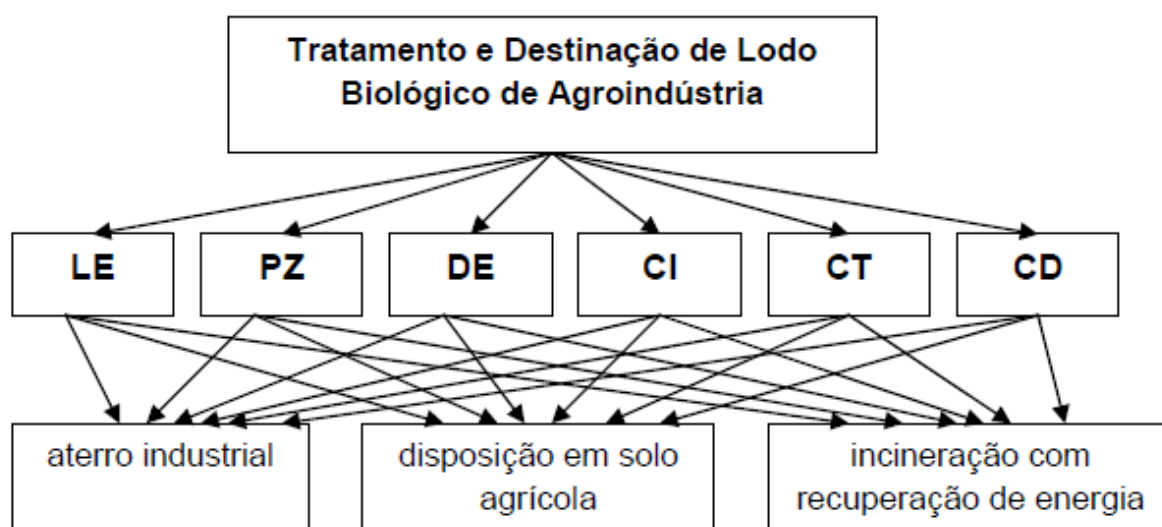 Tratamento e Destinação de Lodo
Biológico de Agroindústria
LE
PZ
DE
CI
CT
CD
aterro industrial
disposição em solo
agrícola
incineração com
recuperação de energia